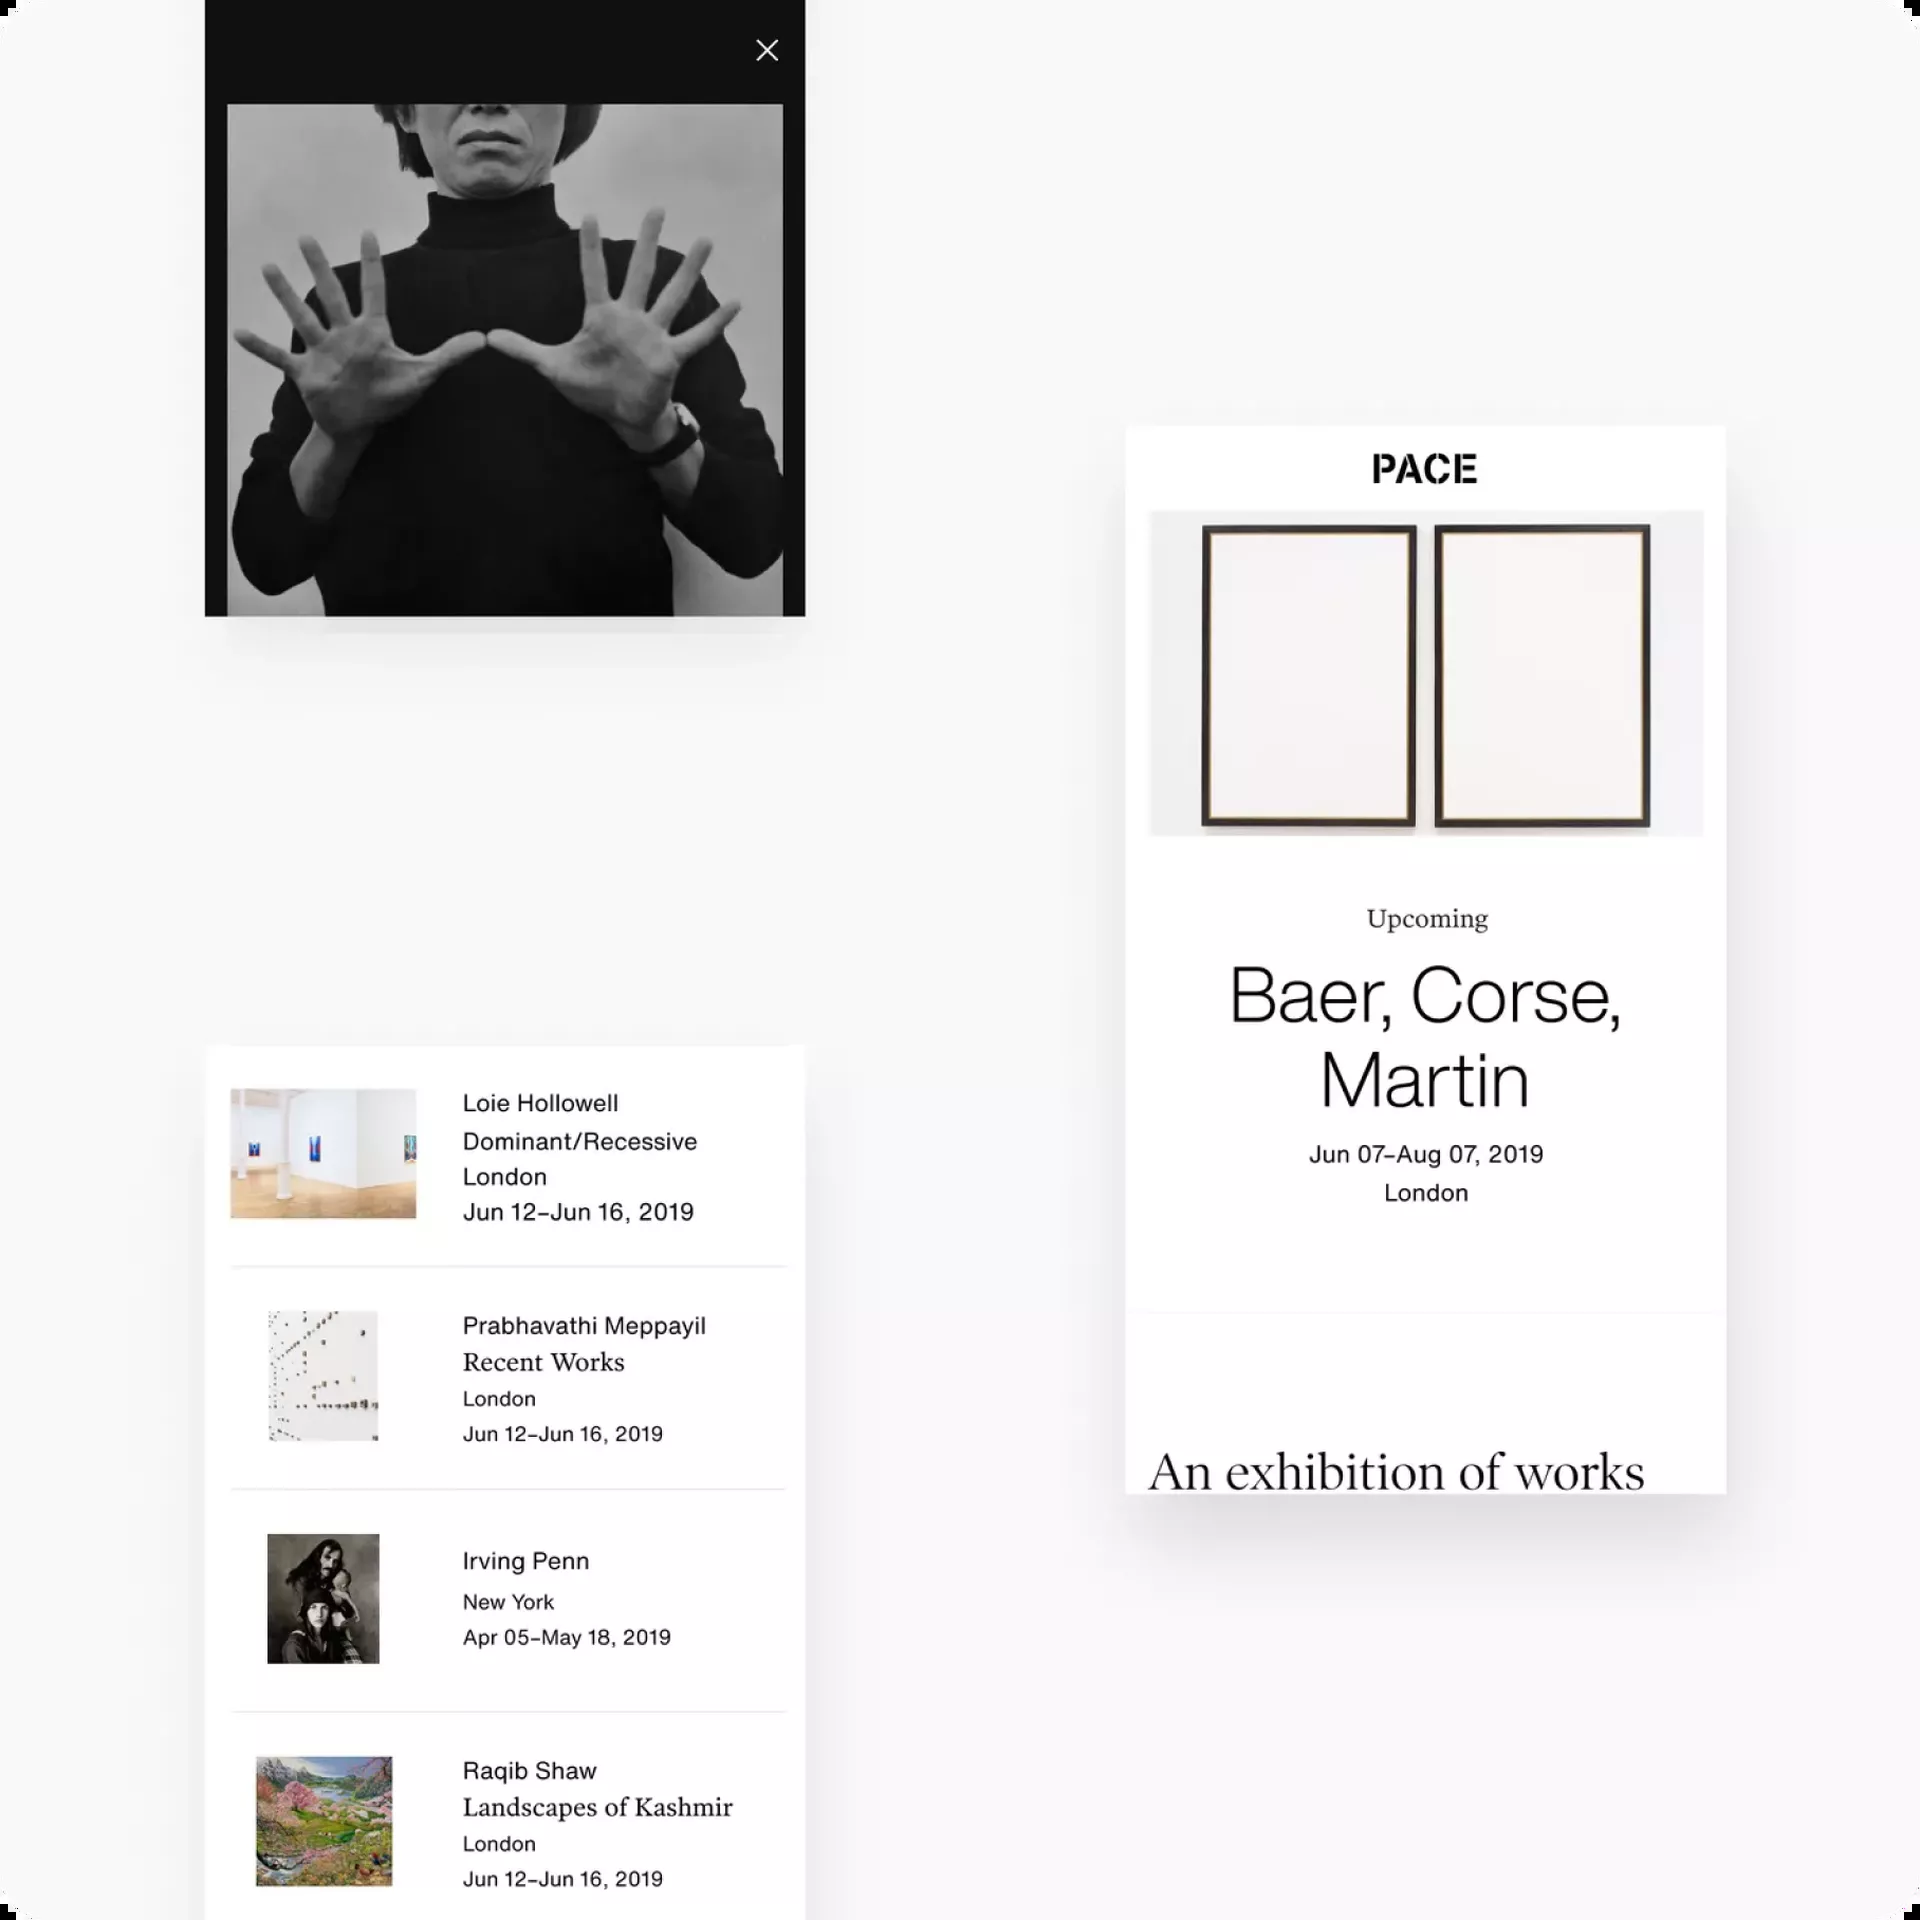 PACE
Upcoming
Baer, Corse,
Martin
Jun 07–Aug 07, 2019
London
An exhibition of works
Loie Hollowell
Dominant/Recessive
London
Jun 12–Jun 16, 2019
Prabhavathi Meppayil
Recent Works
London
Jun 12–Jun 16, 2019
Irving Penn
New York
Apr 05–May 18, 2019
Raqib Shaw
Landscapes of Kashmir
London
Jun 12–Jun 16, 2019